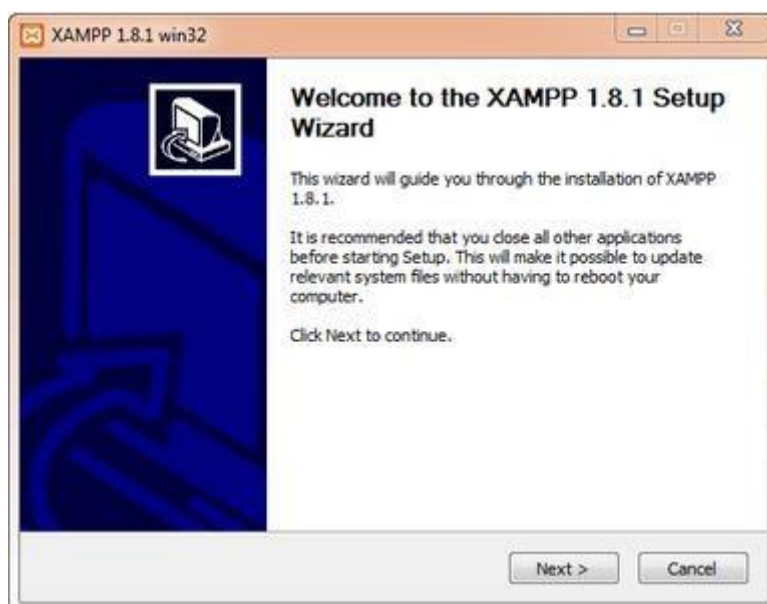 XAMPP 1.8.1 win32
Welcome to the XAMPP 1.8.1 Setup
Wizard
This wizard will guide you through the installation of XAMPP
1.8.1.
It is recommended that you close all other applications
before starting Setup. This will make it possible to update
relevant system files without having to reboot your
computer.
Click Next to continue.
Next >
Cancel